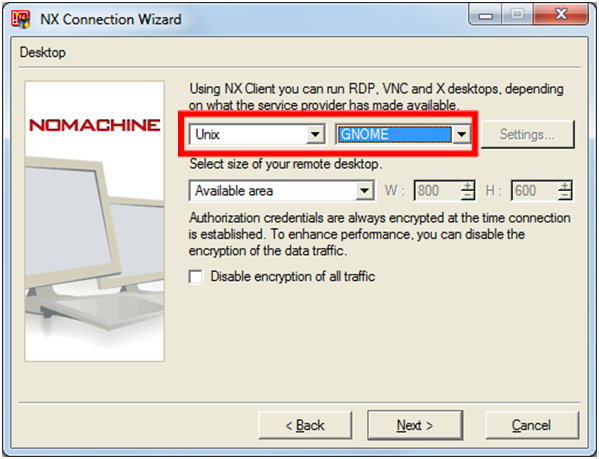 NX Connection Wizard
Desktop
NOMACHINE
Using NX Client you can run RDP, VNC and X desktops, depending
on what the service provider has made available.
Unix GNOME Settings...
Select size of your remote desktop.
Available area W : 800 H : 600
Authorization credentials are always encrypted at the time connection
is established. To enhance performance, you can disable the
encryption of the data traffic.
Disable encryption of all traffic
< Back Next > Cancel